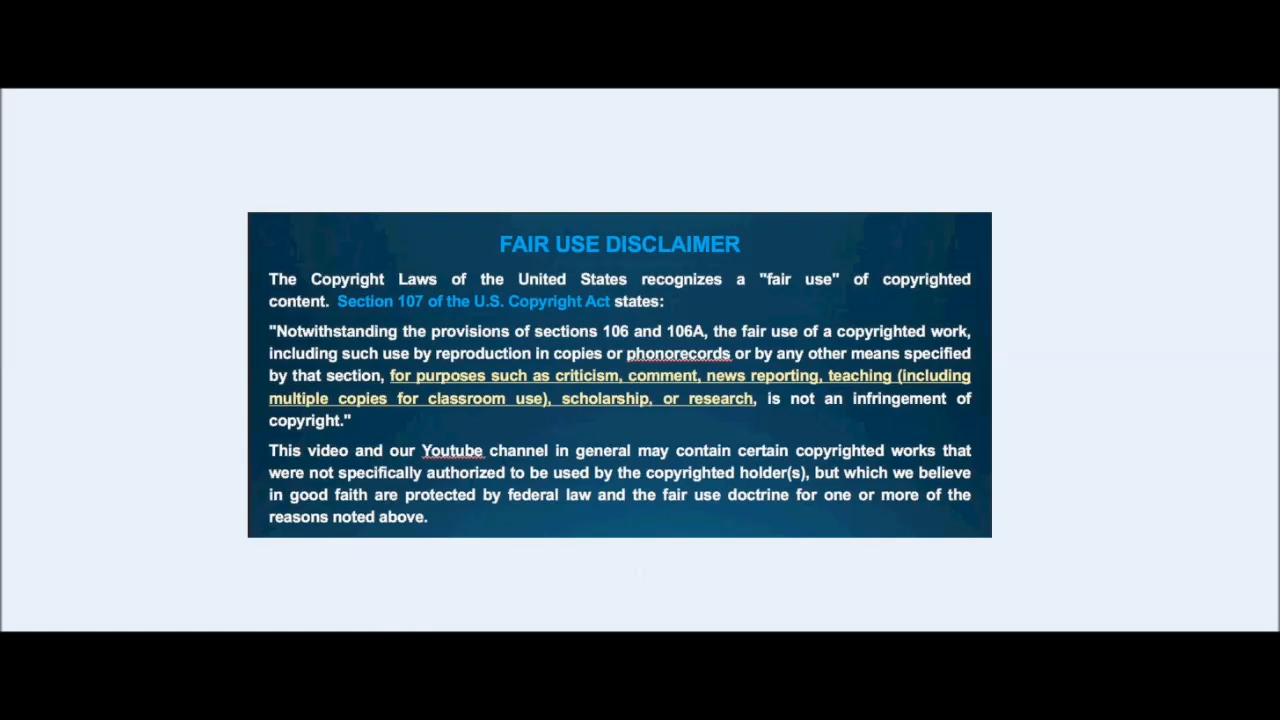 FAIR USE DISCLAIMER
The Copyright Laws of the United States recognizes a "fair use" of copyrighted
content. Section 107 of the U.S. Copyright Act states:
"Notwithstanding the provisions of sections 106 and 106A, the fair use of a copyrighted work,
including such use by reproduction in copies or phonorecords or by any other means specified
by that section, for purposes such as criticism, comment, news reporting, teaching (including
multiple copies for classroom use), scholarship, or research, is not an infringement of
copyright."
This video and our Youtube channel in general may contain certain copyrighted works that
were not specifically authorized to be used by the copyrighted holder(s), but which we believe
in good faith are protected by federal law and the fair use doctrine for one or more of the
reasons noted above.